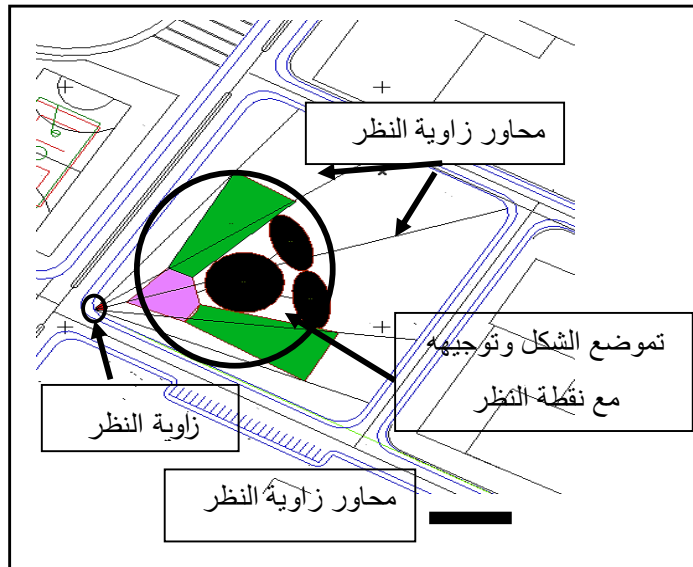 محاور زاوية النظر
تموضع الشكل وتوجيهه
مع نقطة النظر
زاوية النظر
محاور زاوية النظر